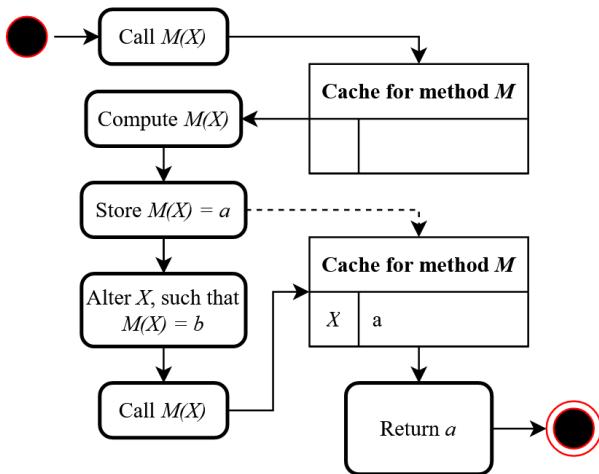 Call M(X)
Cache for method M
Compute M(X)
Store M(X) = a
Cache for method M
X a
Alter X, such that
M(X) = b
Call M(X)
Return a